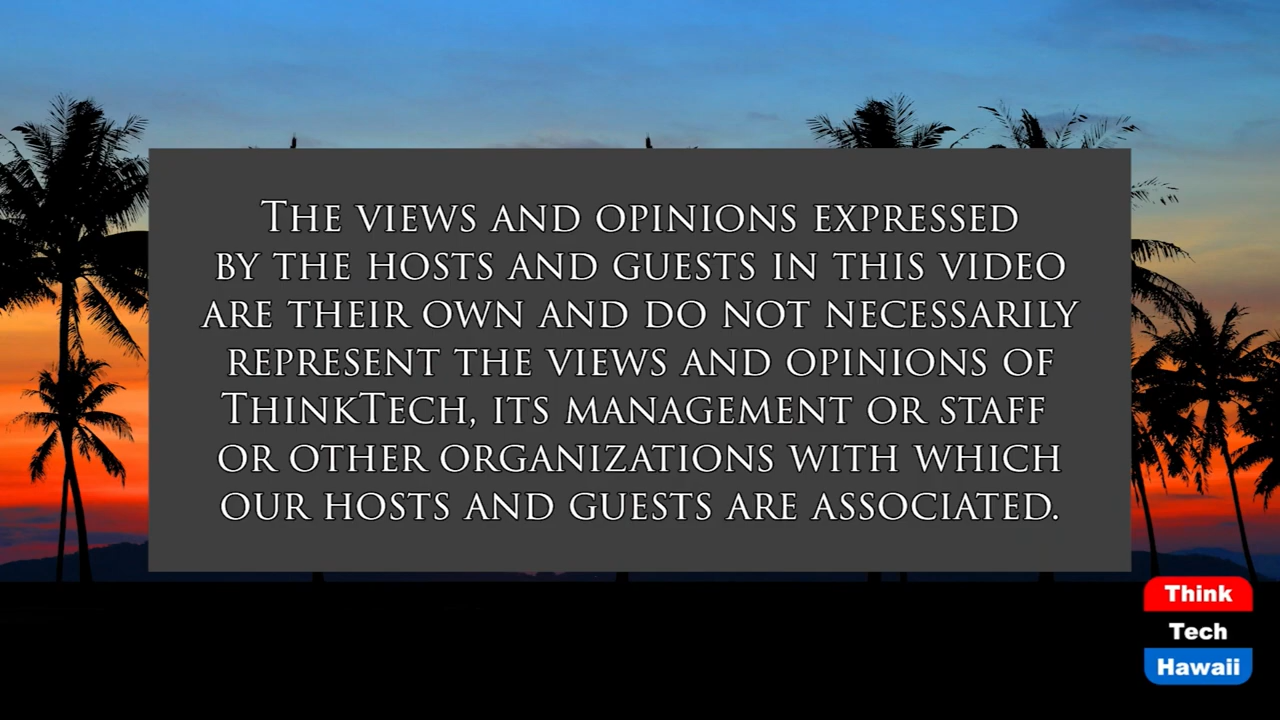 The views and opinions expressed
by the hosts and guests in this video
are their own and do not necessarily
represent the views and opinions of
ThinkTech, its management or staff
or other organizations with which
our hosts and guests are associated.
Think
Tech
Hawaii